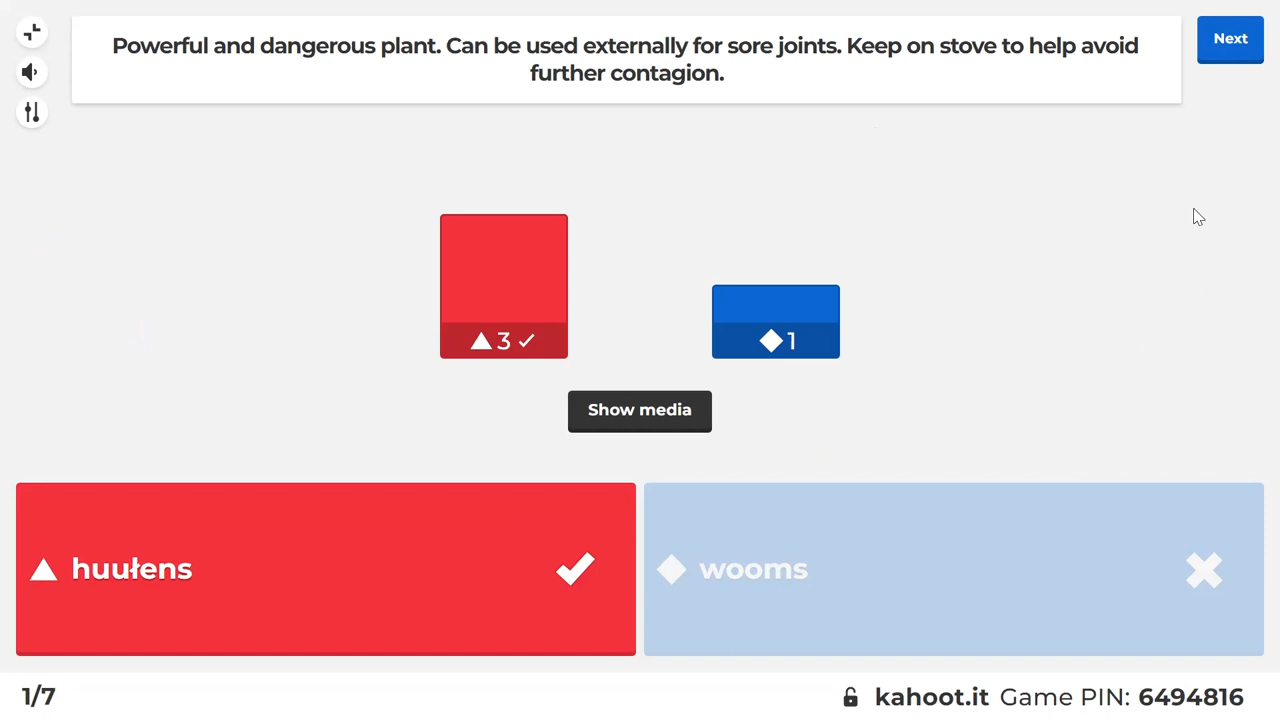 Powerful and dangerous plant. Can be used externally for sore joints. Keep on stove to help avoid
further contagion.
Next
3
1
Show media
huułens
wooms
1/7
kahoot.it Game PIN: 6494816